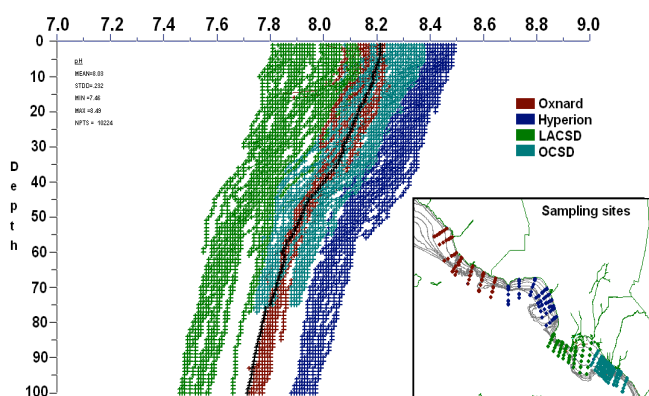 7.0 7.2 7.4 7.6 7.8 8.0 8.2 8.4 8.6 8.8 9.0
0
10
20
30
40
50
60
70
80
90
100
Depth
pH
MEAN=8.03
STDD=.232
MIN =7.46
MAX =8.49
NPTS = 10224
Oxnard
Hyperion
LACSD
OCSD
Sampling sites